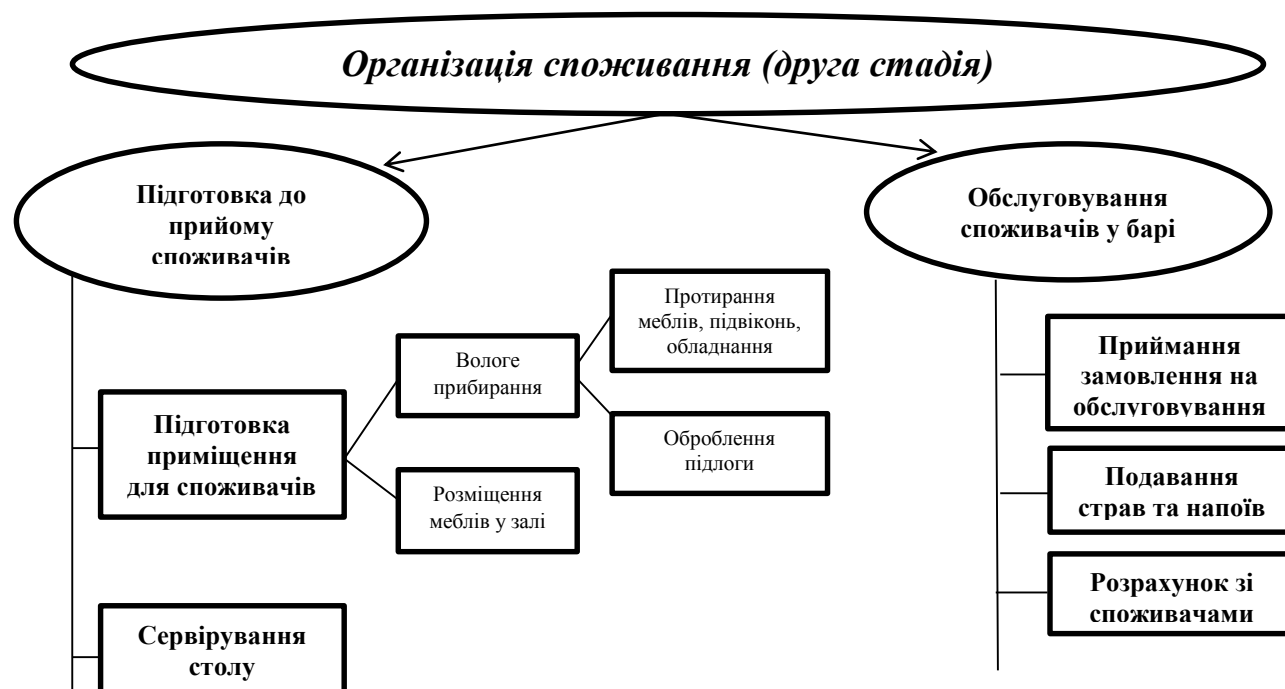 Організація споживання (друга стадія)
Підготовка до
прийому
споживачів
Обслуговування
споживачів у барі
Протирання
меблів, підвіконь,
обладнання
Вологе
прибирання
Приймання
замовлення на
обслуговування
Підготовка
приміщення
для споживачів
Оброблення
підлоги
Розміщення
меблів у залі
Подавання
страв та напоїв
Розрахунок зі
споживачами
Сервірування
столу